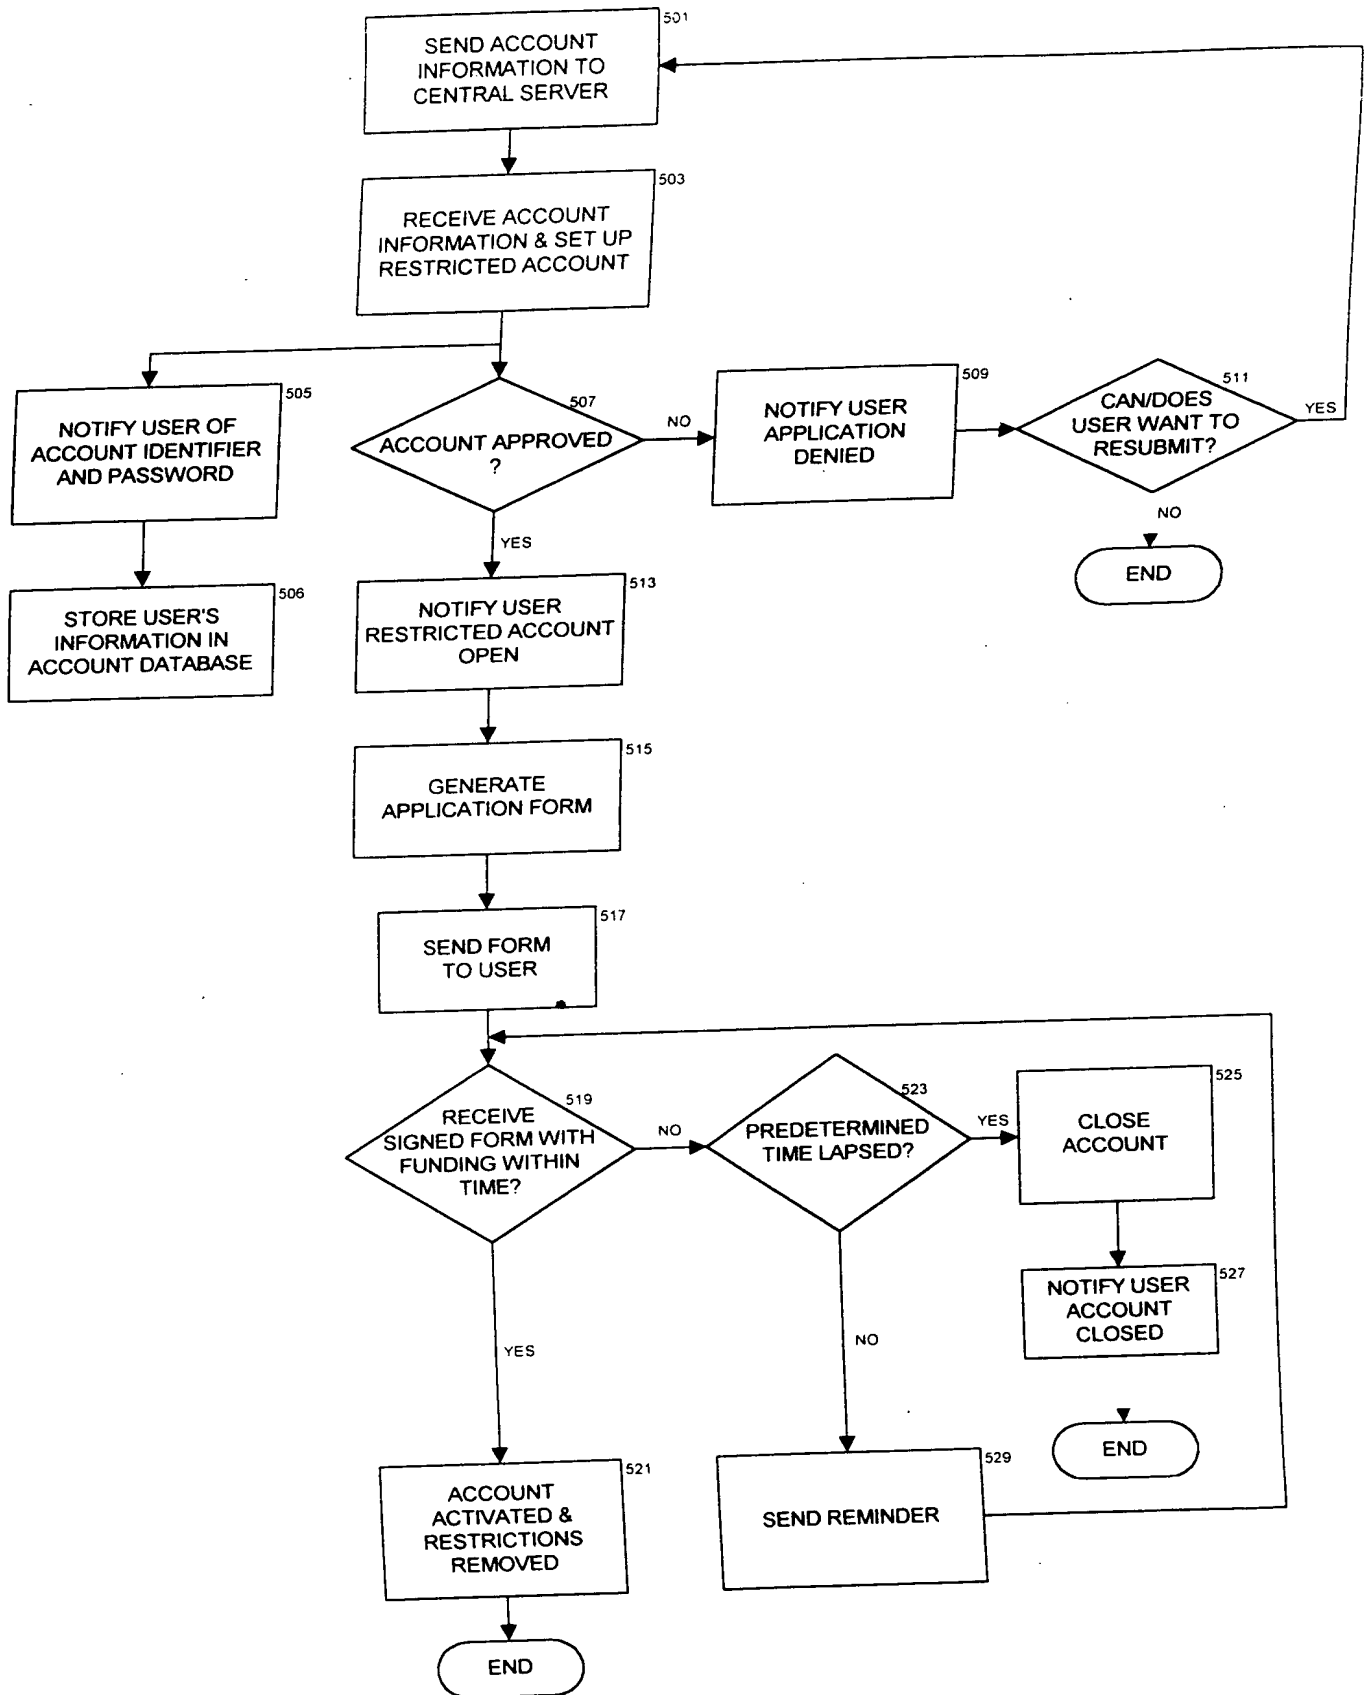 501
SEND ACCOUNT
INFORMATION TO
CENTRAL SERVER
503
RECEIVE ACCOUNT
INFORMATION & SET UP
RESTRICTED ACCOUNT
505
NOTIFY USER OF
ACCOUNT IDENTIFIER
AND PASSWORD
506
STORE USER'S
INFORMATION IN
ACCOUNT DATABASE
507
ACCOUNT APPROVED
?
NO
509
NOTIFY USER
APPLICATION
DENIED
511
CAN/DOES
USER WANT TO
RESUBMIT?
YES
NO
END
YES
513
NOTIFY USER
RESTRICTED ACCOUNT
OPEN
515
GENERATE
APPLICATION FORM
517
SEND FORM
TO USER
519
RECEIVE
SIGNED FORM WITH
FUNDING WITHIN
TIME?
NO
523
PREDETERMINED
TIME LAPSED?
YES
525
CLOSE
ACCOUNT
527
NOTIFY USER
ACCOUNT
CLOSED
END
YES
NO
521
ACCOUNT
ACTIVATED &
RESTRICTIONS
REMOVED
529
SEND REMINDER
END